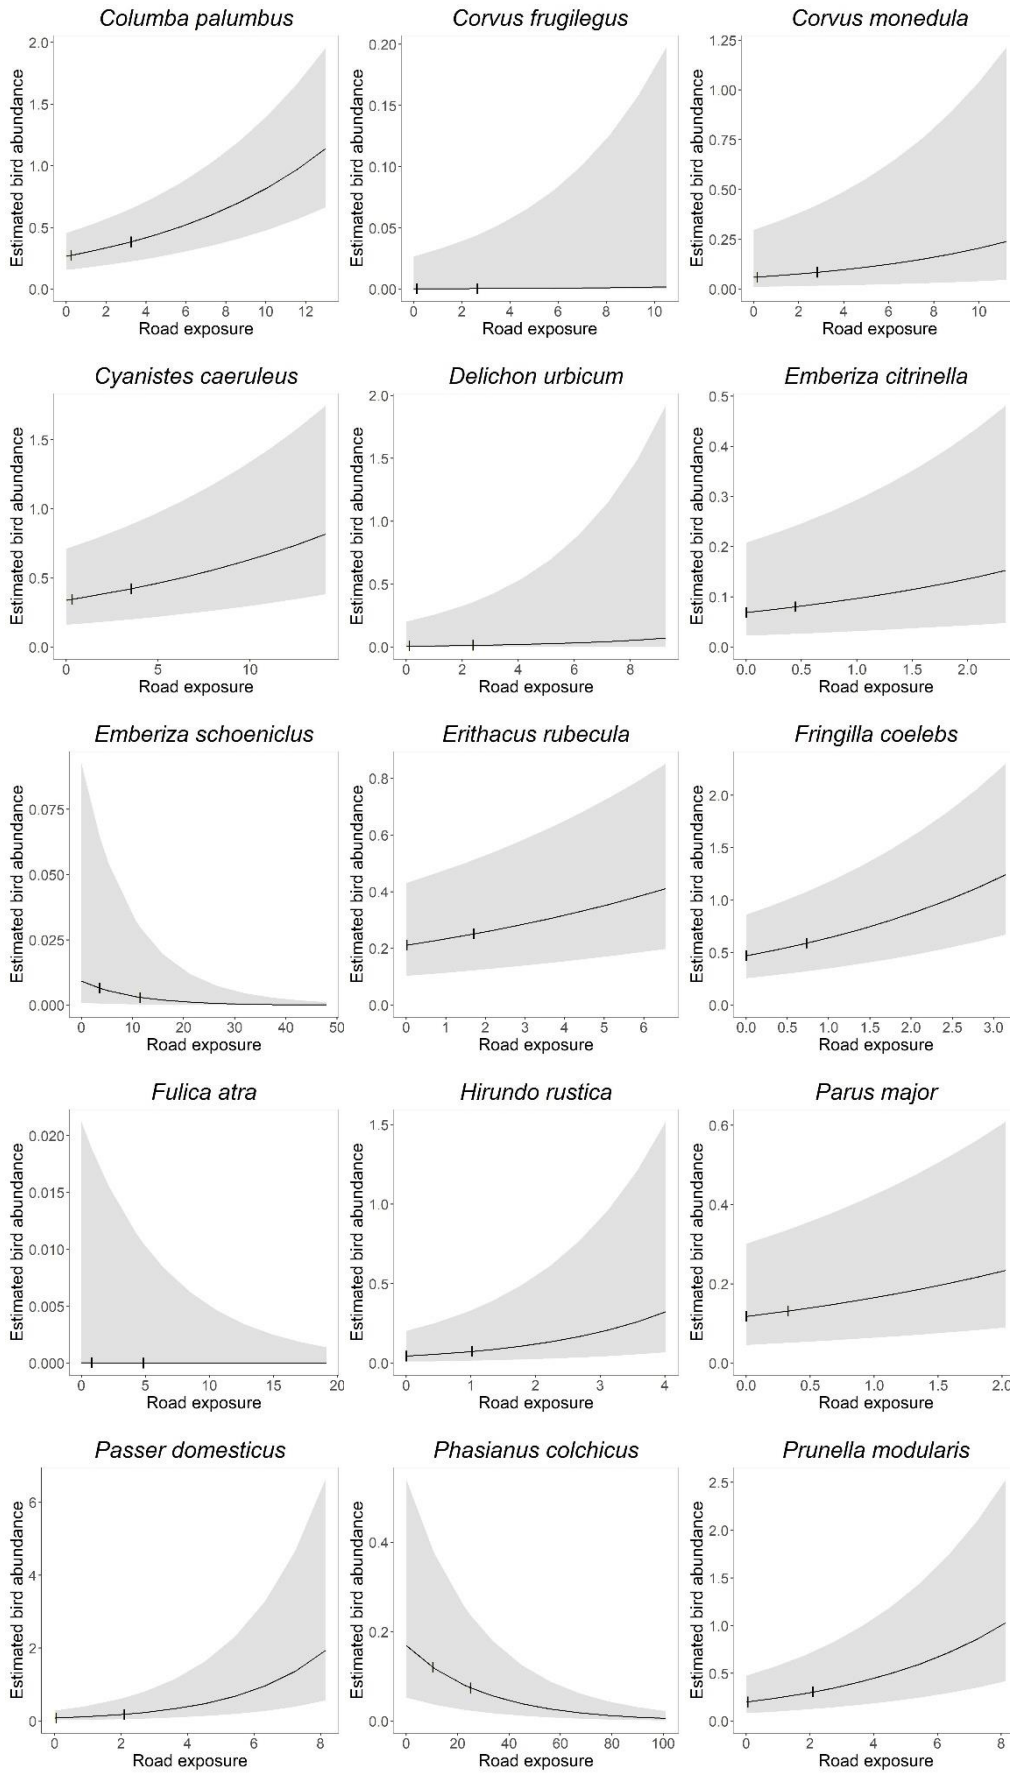 Columba palumbus
Corvus frugilegus
Corvus monedula
Estimated bird abundance
2.0
1.5
1.0
0.5
0.0
0 2 4 6 8 10 12
Road exposure
Estimated bird abundance
0.20
0.15
0.10
0.05
0.00
0 2 4 6 8 10
Road exposure
Estimated bird abundance
1.25
1.00
0.75
0.50
0.25
0.00
0 2 4 6 8 10
Road exposure
Cyanistes caeruleus
Delichon urbicum
Emberiza citrinella
Estimated bird abundance
1.5
1.0
0.5
0.0
5 10
Road exposure
Estimated bird abundance
2.0
1.5
1.0
0.5
0.0
0 2 4 6 8
Road exposure
Estimated bird abundance
0.5
0.4
0.3
0.2
0.1
0.0
0.0 0.5 1.0 1.5 2.0
Road exposure
Emberiza schoeniclus
Erithacus rubecula
Fringilla coelebs
Estimated bird abundance
0.075
0.050
0.025
0.000
0 10 20 30 40 50
Road exposure
Estimated bird abundance
0.8
0.6
0.4
0.2
0.0
0 1 2 3 4 5 6
Road exposure
Estimated bird abundance
2.0
1.5
1.0
0.5
0.0
0.0 0.5 1.0 1.5 2.0 2.5 3.0
Road exposure
Fulica atra
Hirundo rustica
Parus major
Estimated bird abundance
0.020
0.015
0.010
0.005
0.000
0 5 10 15 20
Road exposure
Estimated bird abundance
1.5
1.0
0.5
0.0
0 1 2 3 4
Road exposure
Estimated bird abundance
0.6
0.4
0.2
0.0
0.0 0.5 1.0 1.5 2.0
Road exposure
Passer domesticus
Phasianus colchicus
Prunella modularis
Estimated bird abundance
6
4
2
0
0 2 4 6 8
Road exposure
Estimated bird abundance
0.4
0.2
0.0
0 20 40 60 80 100
Road exposure
Estimated bird abundance
2.5
2.0
1.5
1.0
0.5
0.0
0 2 4 6 8
Road exposure